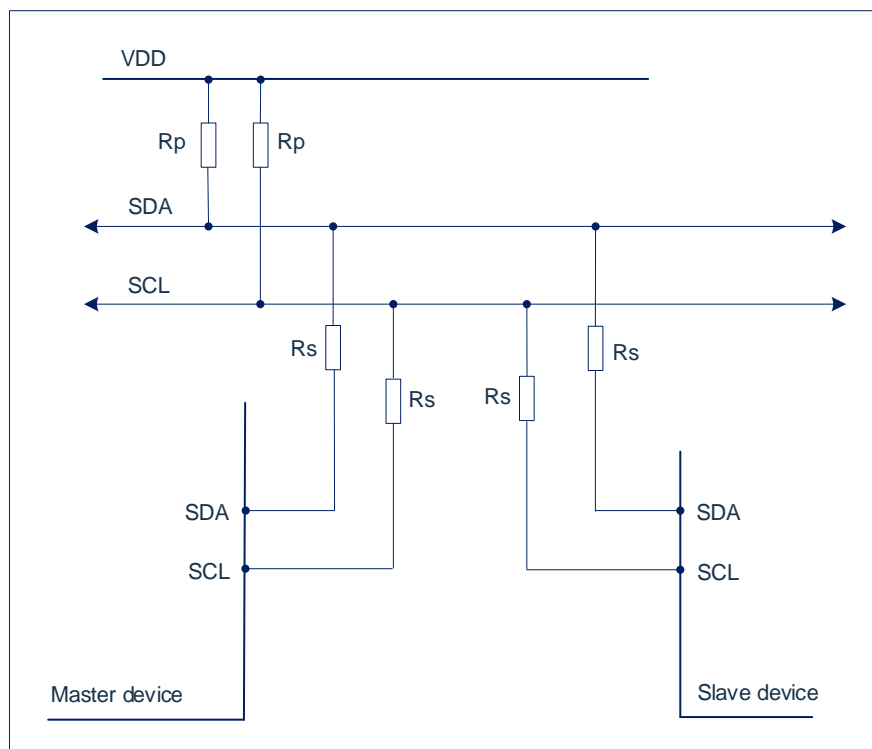 VDD
Rp
Rp
SDA
SCL
Rs
Rs
Rs
Rs
SDA
SDA
SCL
SCL
Master device
Slave device